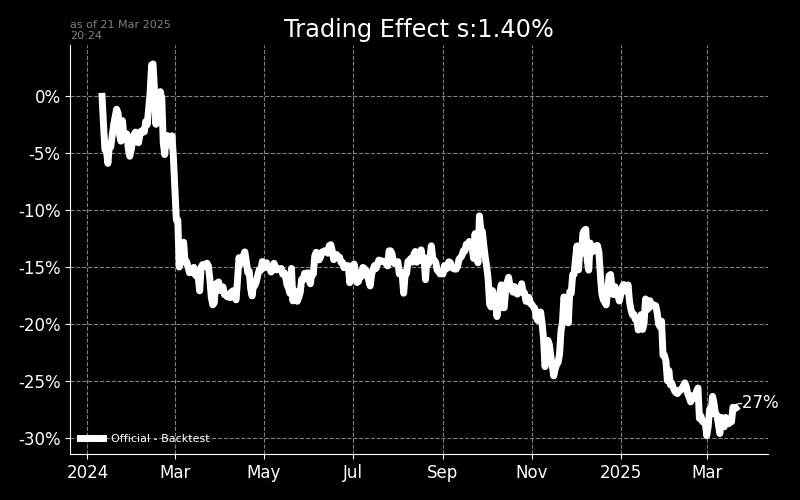 as of 21 Mar 2025
20:24
Trading Effect s:1.40%
0%
-5%
-10%
-15%
-20%
-25%
-30%
-27%
Official - Backtest
2024 Mar May Jul Sep Nov 2025 Mar